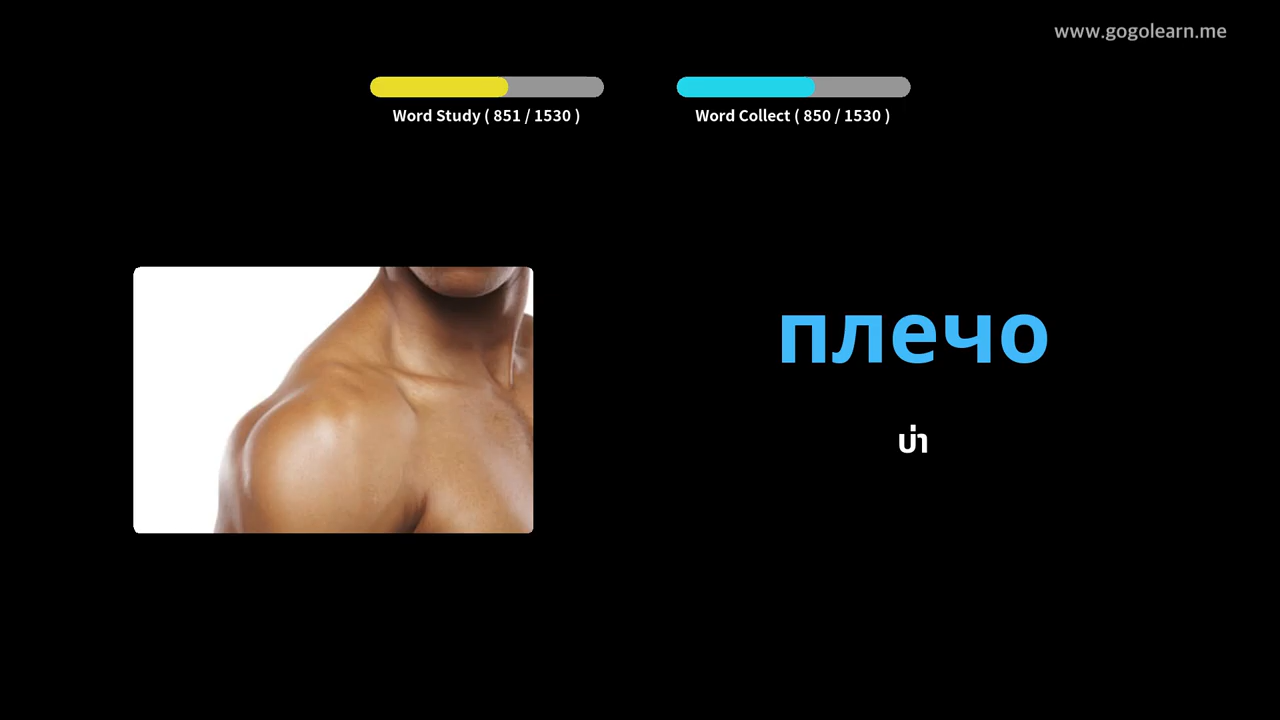 www.gogolearn.me
Word Study ( 851 / 1530 )
Word Collect ( 850 / 1530 )
плечо
บ่า